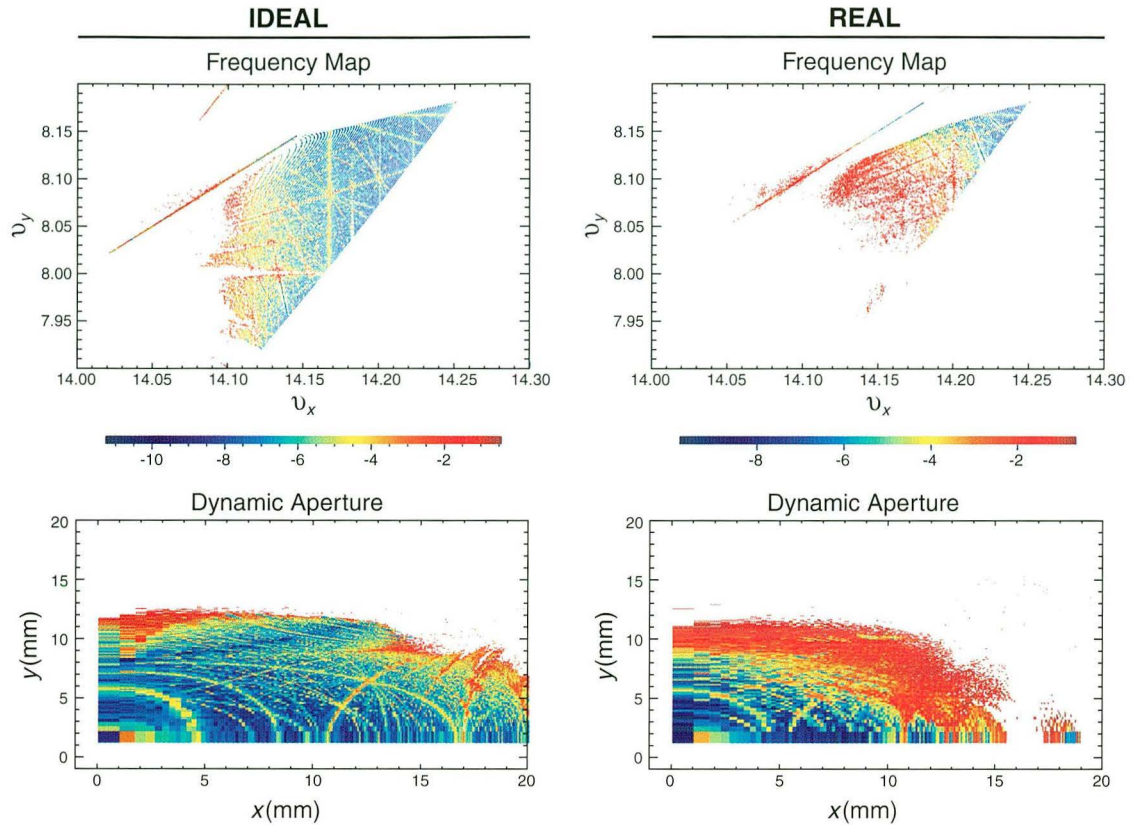 IDEAL
Frequency Map
8.15
8.10
8.05
8.00
7.95
υy
14.00 14.05 14.10 14.15 14.20 14.25 14.30
υx
-10 -8 -6 -4 -2
Dynamic Aperture
20
15
10
5
0
y(mm)
0 5 10 15 20
x(mm)
REAL
Frequency Map
8.15
8.10
8.05
8.00
7.95
υy
14.00 14.05 14.10 14.15 14.20 14.25 14.30
υx
-8 -6 -4 -2
Dynamic Aperture
20
15
10
5
0
y(mm)
0 5 10 15 20
x(mm)